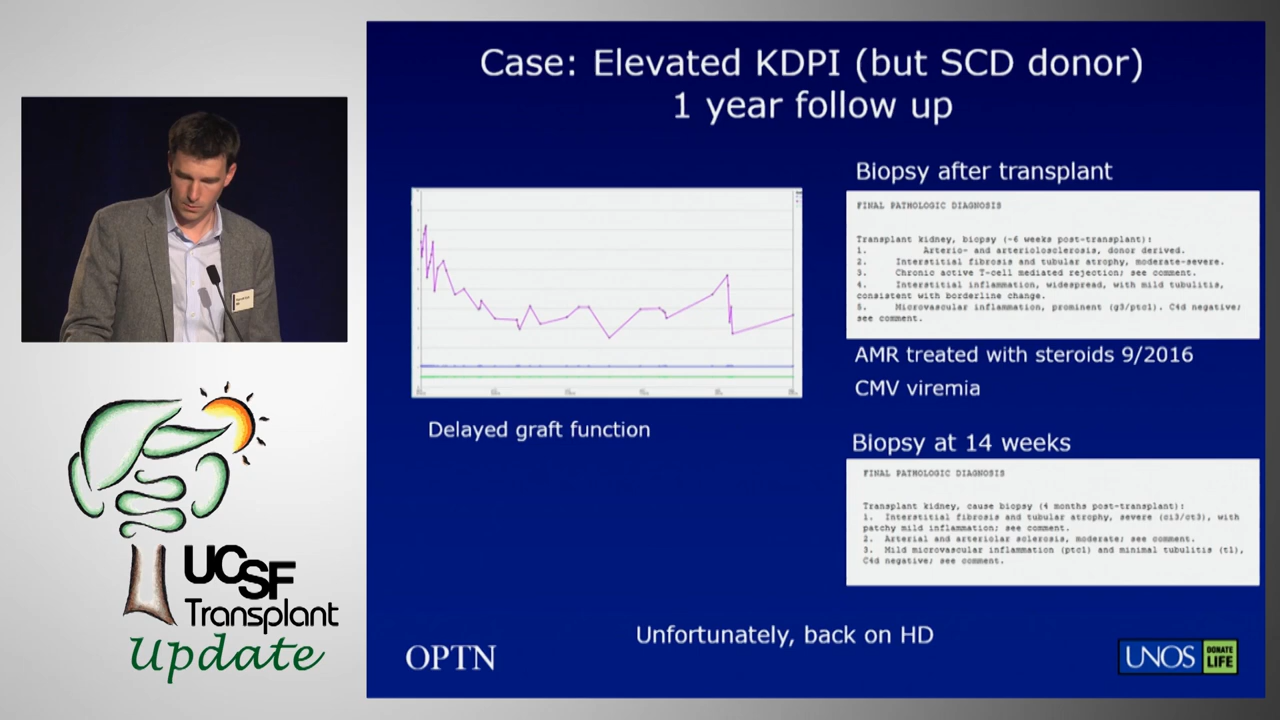 Case: Elevated KDPI (but SCD donor)
1 year follow up
Biopsy after transplant
FINAL PATHOLOGIC DIAGNOSIS
Transplant kidney, biopsy (~6 weeks post-transplant):
1. Arterio- and arteriolosclerosis, donor derived.
2. Interstitial fibrosis and tubular atrophy, moderate-severe.
3. Chronic active T-cell mediated rejection; see comment.
4. Interstitial inflammation, widespread, with mild tubulitis,
consistent with borderline change.
5. Microvascular inflammation, prominent (g3/ptc1). C4d negative;
see comment.
AMR treated with steroids 9/2016
CMV viremia
Delayed graft function
Biopsy at 14 weeks
FINAL PATHOLOGIC DIAGNOSIS
Transplant kidney, cause biopsy (4 months post-transplant):
1. Interstitial fibrosis and tubular atrophy, severe (ci3/ct3), with
patchy mild inflammation; see comment.
2. Arterial and arteriolar sclerosis, moderate; see comment.
3. Mild microvascular inflammation (ptc1) and minimal tubulitis (t1),
C4d negative; see comment.
Unfortunately, back on HD
OPTN
UNOS
DONATE
LIFE
UCSF
Transplant
Update